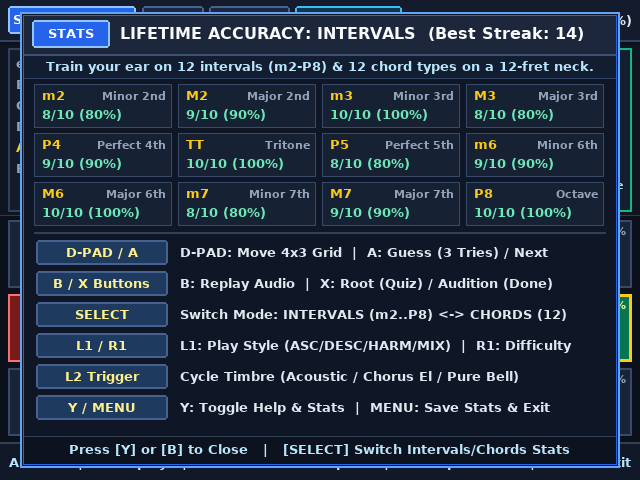 STATS LIFETIME ACCURACY: INTERVALS (Best Streak: 14)
Train your ear on 12 intervals (m2-P8) & 12 chord types on a 12-fret neck.
m2 Minor 2nd M2 Major 2nd m3 Minor 3rd M3 Major 3rd
8/10 (80%) 9/10 (90%) 10/10 (100%) 8/10 (80%)
P4 Perfect 4th TT Tritone P5 Perfect 5th m6 Minor 6th
9/10 (90%) 10/10 (100%) 8/10 (80%) 9/10 (90%)
M6 Major 6th m7 Minor 7th M7 Major 7th P8 Octave
10/10 (100%) 8/10 (80%) 9/10 (90%) 10/10 (100%)
D-PAD / A D-PAD: Move 4x3 Grid | A: Guess (3 Tries) / Next
B / X Buttons B: Replay Audio | X: Root (Quiz) / Audition (Done)
SELECT Switch Mode: INTERVALS (m2..P8) <-> CHORDS (12)
L1 / R1 L1: Play Style (ASC/DESC/HARM/MIX) | R1: Difficulty
L2 Trigger Cycle Timbre (Acoustic / Chorus El / Pure Bell)
Y / MENU Y: Toggle Help & Stats | MENU: Save Stats & Exit
Press [Y] or [B] to Close | [SELECT] Switch Intervals/Chords Stats